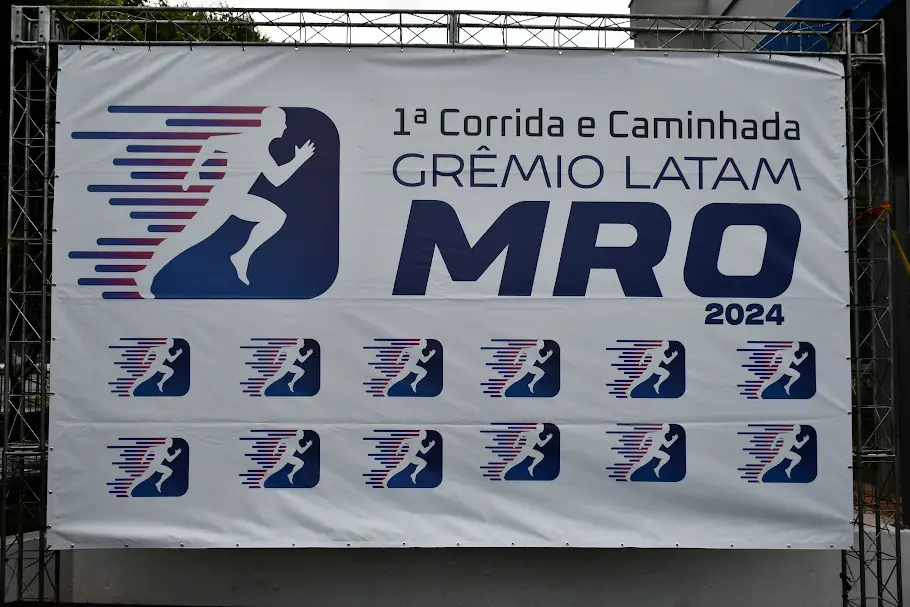 1ª Corrida e Caminhada
GRÊMIO LATAM
MRO
2024